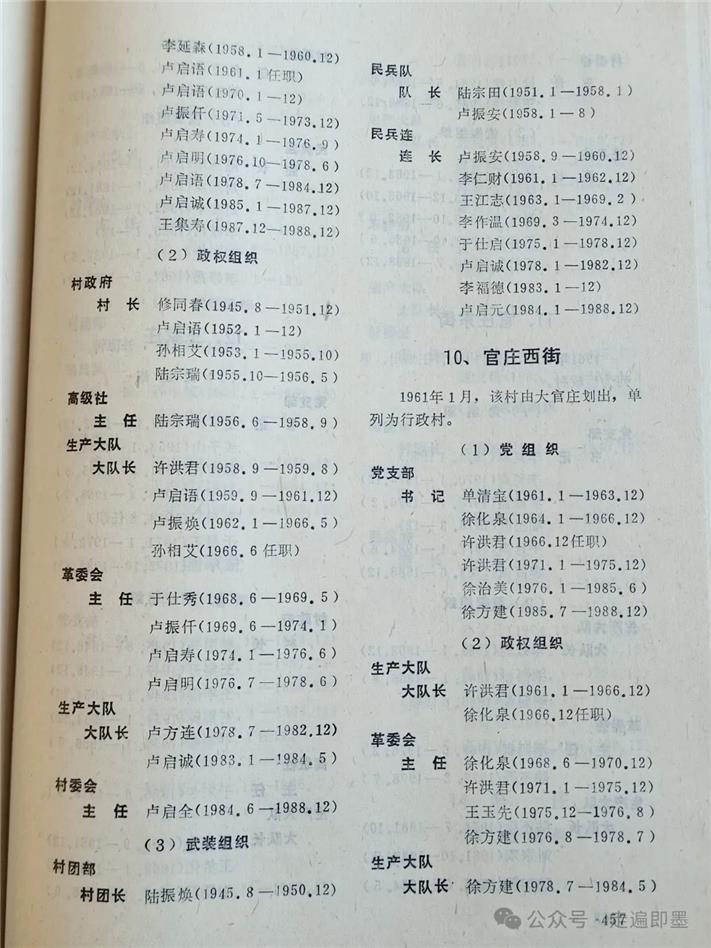 李延森(1958.1—1960.12)
卢启语(1961.1任职)
卢启语(1970.1—12)
卢振仟(1971.5—1973.12)
卢启寿(1974.1—1976.9)
卢启明(1976.10—1978.6)
卢启语(1978.7—1984.12)
卢启诚(1985.1—1987.12)
王集寿(1987.12—1988.12)
(2) 政权组织
村政府
村 长 修同春(1945.8—1951.12)
卢启语(1952.1—12)
孙相艾(1953.1—1955.10)
陆宗瑞(1955.10—1956.5)
高级社
主 任 陆宗瑞(1956.6—1958.9)
生产大队
大队长 许洪君(1958.9—1959.8)
卢启语(1959.9—1961.12)
卢振焕(1962.1—1966.5)
孙相艾(1966.6任职)
革委会
主 任 于仕秀(1968.6—1969.5)
卢振仟(1969.6—1974.1)
卢启寿(1974.1—1976.6)
卢启明(1976.7—1978.6)
生产大队
大队长 卢方连(1978.7—1982.12)
卢启诚(1983.1—1984.5)
村委会
主 任 卢启全(1984.6—1988.12)
(3) 武装组织
村团部
村团长 陆振焕(1945.8—1950.12)
民兵队
队 长 陆宗田(1951.1—1958.1)
卢振安(1958.1—8)
民兵连
连 长 卢振安(1958.9—1960.12)
李仁财(1961.1—1962.12)
王江志(1963.1—1969.2)
李作温(1969.3—1974.12)
于仕启(1975.1—1978.12)
卢启诚(1978.1—1982.12)
李福德(1983.1—12)
卢启元(1984.1—1988.12)
10、官庄西街
1961年1月，该村由大官庄划出，单
列为行政村。
(1) 党组织
党支部
书 记 单清宝(1961.1—1963.12)
徐化泉(1964.1—1966.12)
许洪君(1966.12任职)
许洪君(1971.1—1975.12)
徐治美(1976.1—1985.6)
徐方建(1985.7—1988.12)
(2) 政权组织
生产大队
大队长 许洪君(1961.1—1966.12)
徐化泉(1966.12任职)
革委会
主 任 徐化泉(1968.6—1970.12)
许洪君(1971.1—1975.12)
王玉先(1975.12—1976.8)
徐方建(1976.8—1978.7)
生产大队
大队长 徐方建(1978.7—1984.5)
·457
公众号·走遍即墨